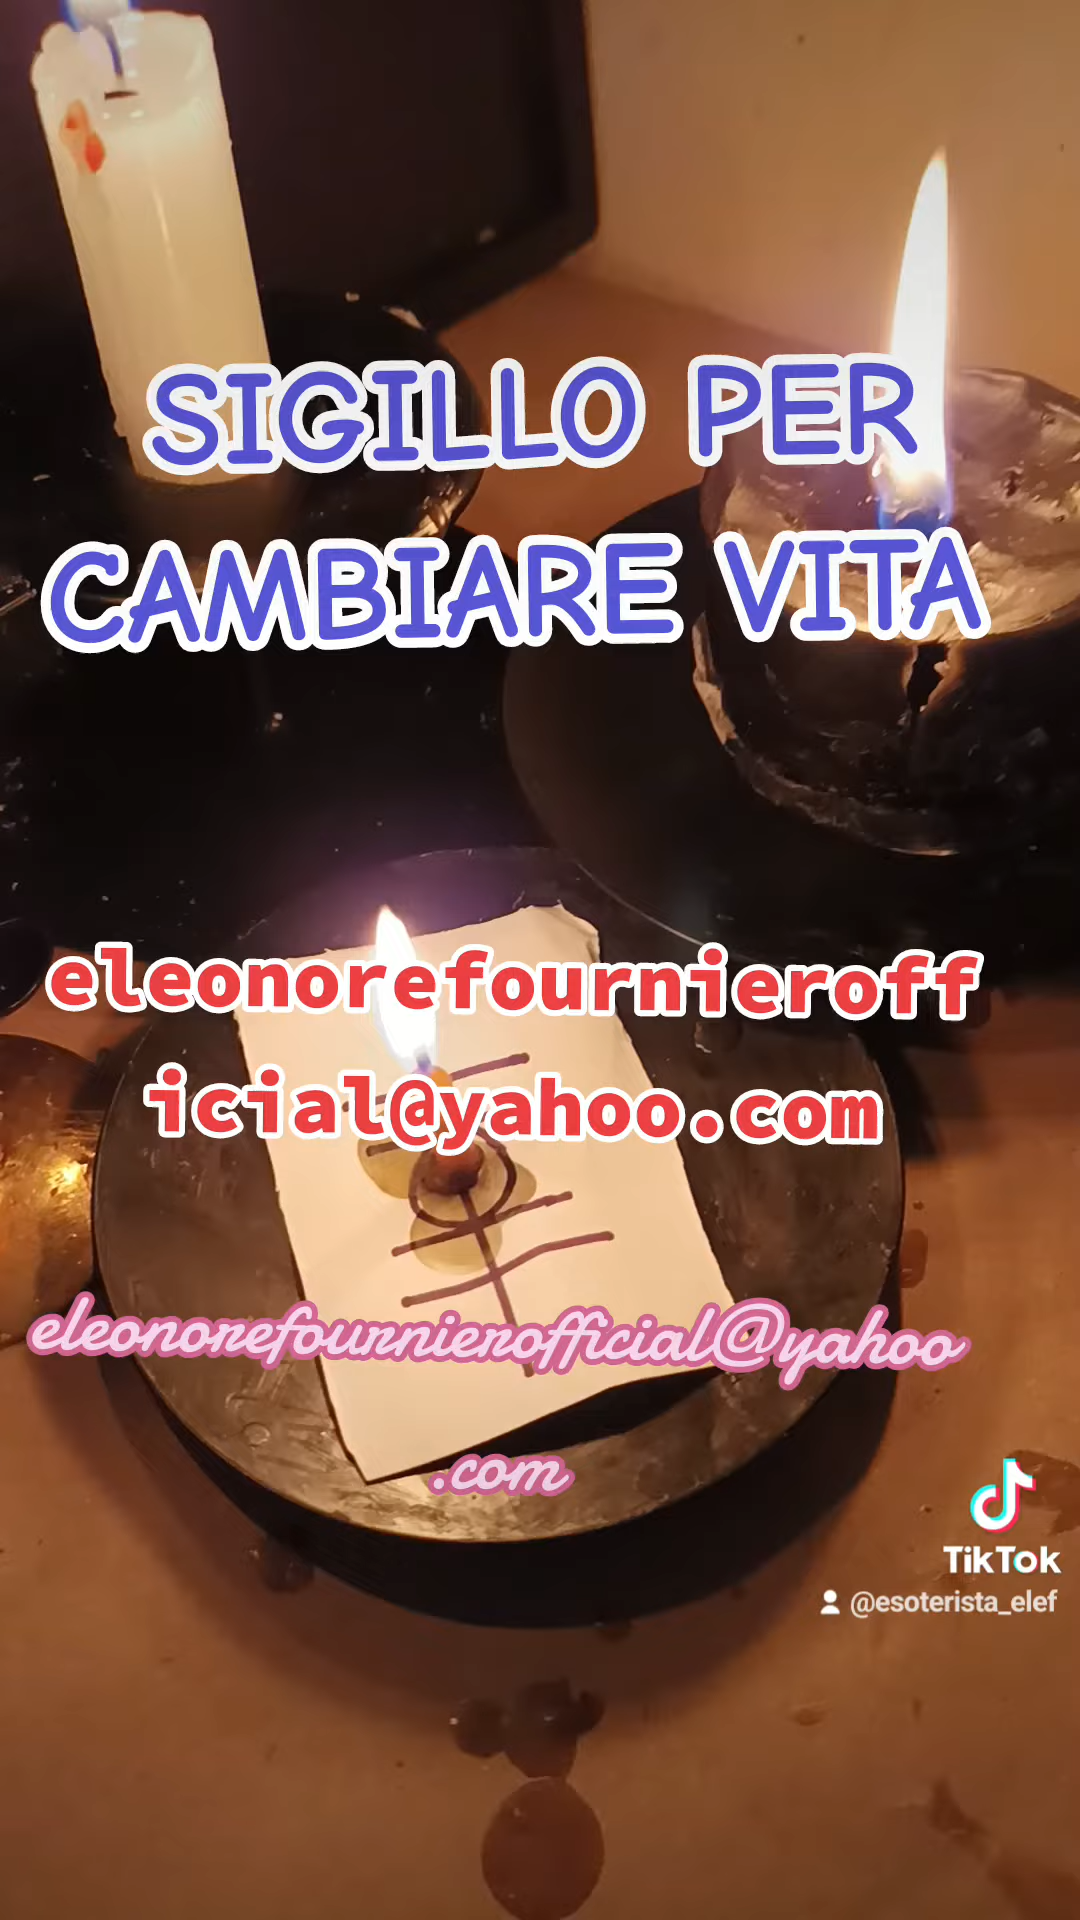 SIGILLO PER
CAMBIARE VITA
eleonorefournieroff
icial@yahoo.com
eleonorefournierofficial@yahoo
.com
TikTok
@esoterista_elef